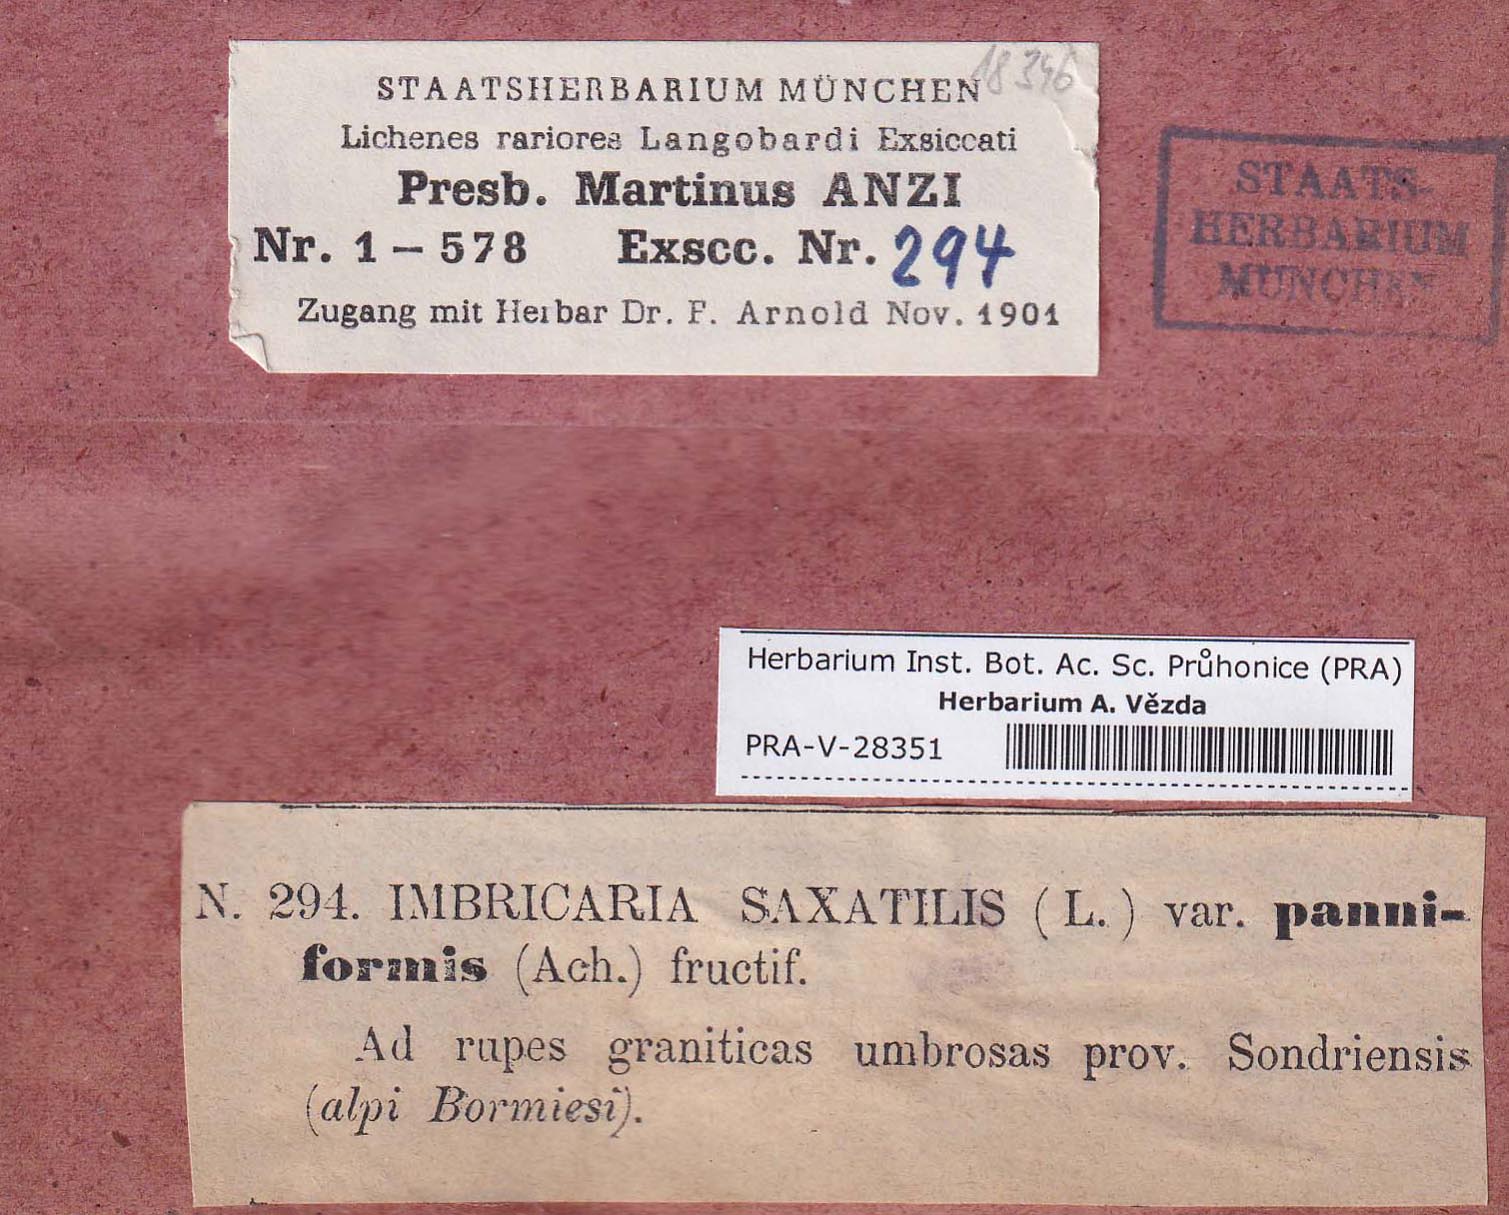 18346
STAATSHERBARIUM MÜNCHEN
Lichenes rariores Langobardi Exsiccati
Presb. Martinus ANZI
Nr. 1 – 578 Exscc. Nr. 294
Zugang mit Herbar Dr. F. Arnold Nov. 1901
STAATS-
HERBARIUM
MÜNCHEN
Herbarium Inst. Bot. Ac. Sc. Průhonice (PRA)
Herbarium A. Vězda
PRA-V-28351
N. 294. IMBRICARIA SAXATILIS (L.) var. panni-
formis (Ach.) fructif.
Ad rupes graniticas umbrosas prov. Sondriensis
(alpi Bormiesi).